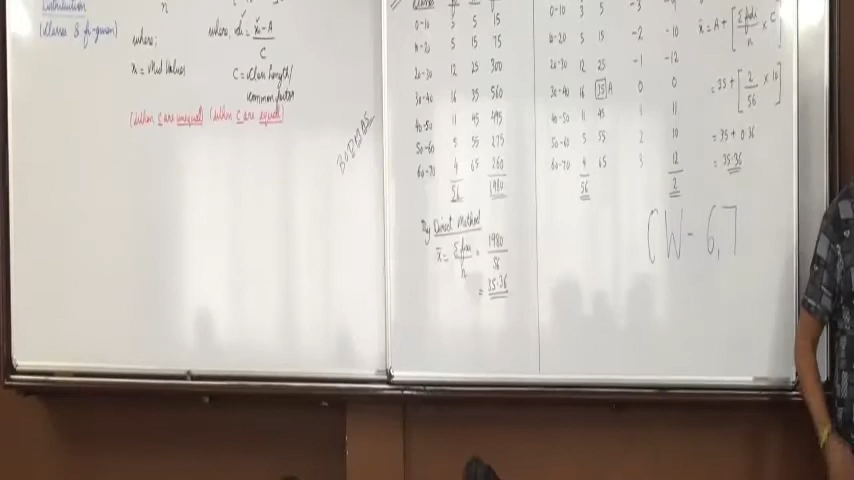 Distribution
(classes & frequen)
n
where;
x = Mid Values
where, di = x - A
C
C = Class Length/
common factor
(when C are unequal) (when C are equal)
BODMAS
0-10 3 5 15
10-20 5 15 75
20-30 12 25 300
30-40 16 35 560
40-50 11 45 495
50-60 5 55 275
60-70 4 65 260
56 1980
By Direct Method
x̄ = Σfx = 1980
n 56
= 35.36
0-10 3 5 -3 -9
10-20 5 15 -2 -10
20-30 12 25 -1 -12
30-40 16 35 A 0 0
40-50 11 45 1 11
50-60 5 55 2 10
60-70 4 65 3 12
56 2
x̄ = A + [Σfdi × C]
n
= 35 + [2 × 10]
56
= 35 + 0.36
= 35.36
CW - 6,7